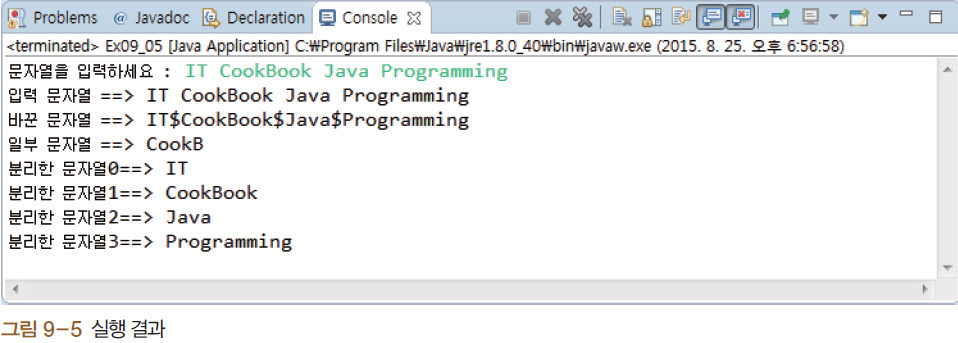 Problems @ Javadoc Declaration Console
<terminated> Ex09_05 [Java Application] C:₩Program Files₩Java₩jre1.8.0_40₩bin₩javaw.exe (2015. 8. 25. 오후 6:56:58)
문자열을 입력하세요 : IT CookBook Java Programming
입력 문자열 ==> IT CookBook Java Programming
바꾼 문자열 ==> IT$CookBook$Java$Programming
일부 문자열 ==> CookB
분리한 문자열0==> IT
분리한 문자열1==> CookBook
분리한 문자열2==> Java
분리한 문자열3==> Programming
그림 9-5 실행 결과